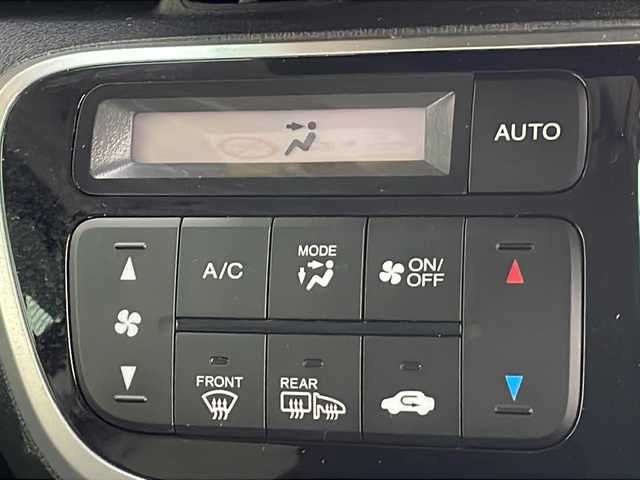 AUTO
MODE
A/C
ON/
OFF
FRONT
REAR